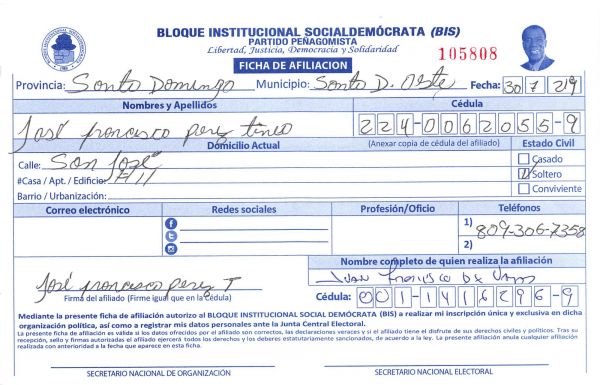 BLOQUE INSTITUCIONAL SOCIALDEMÓCRATA (BIS)
PARTIDO PEÑAGOMISTA
Libertad, Justicia, Democracia y Solidaridad
105808
FICHA DE AFILIACION
Provincia: Santo Domingo Municipio: Santo D. Oeste Fecha: 30 7 219
Nombres y Apellidos Cédula
José francisco perez tineo 224-0062055-9
Domicilio Actual (Anexar copia de cédula del afiliado) Estado Civil
Calle: San José Casado
#Casa / Apt. / Edificio: #11 Soltero
Barrio / Urbanización: Conviviente
Correo electrónico Redes sociales Profesión/Oficio Teléfonos
1) 809-306-7358
2)
Nombre completo de quien realiza la afiliación
José francisco perez T Juan Francisco De
Firma del afiliado (Firme igual que en la Cédula) Cédula: 001-1416296-9
Mediante la presente ficha de afiliación autorizo al BLOQUE INSTITUCIONAL SOCIAL DEMÓCRATA (BIS) a realizar mi inscripción única y exclusiva en dicha
organización política, así como a registrar mis datos personales ante la Junta Central Electoral.
La presente ficha de afiliación es válida si los datos ofrecidos por el afiliado son correctos, las declaraciones veraces y si el afiliado tiene el disfrute de sus derechos civiles y políticos. Tras su
recepción, sello y firmas autorizadas el afiliado ejercerá todos los derechos y los deberes estatutariamente sancionados, de acuerdo a la ley. La presente afiliación anula cualquier afiliación
realizada con anterioridad a la fecha que aparece en esta ficha.
SECRETARIO NACIONAL DE ORGANIZACIÓN SECRETARIO NACIONAL ELECTORAL